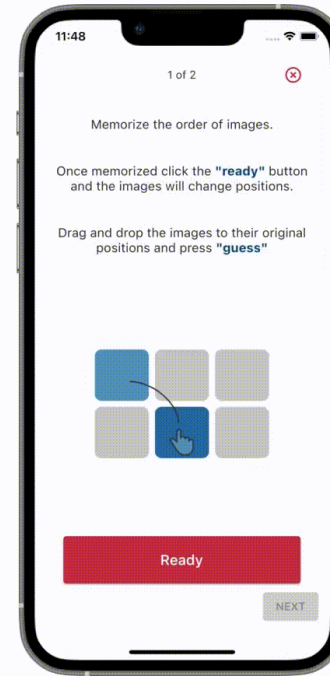 11:48
1 of 2
Memorize the order of images.
Once memorized click the "ready" button
and the images will change positions.
Drag and drop the images to their original
positions and press "guess"
Ready
NEXT